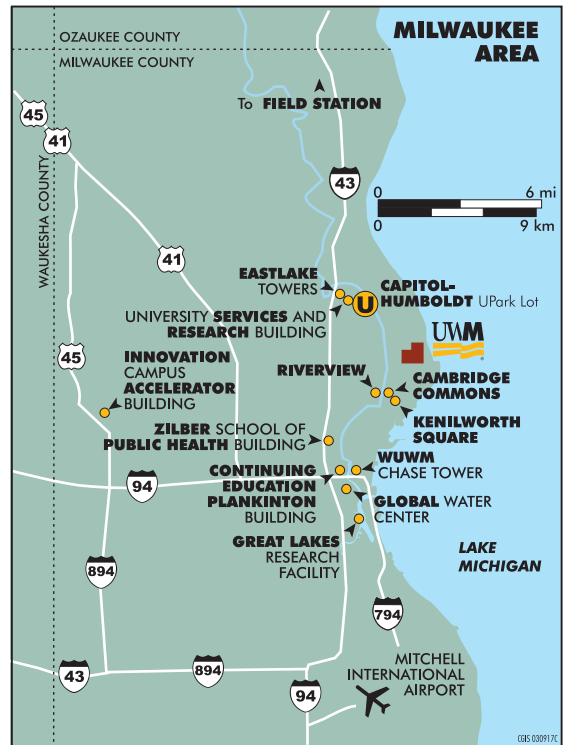 MILWAUKEE
AREA
OZAUKEE COUNTY
MILWAUKEE COUNTY
WAUKESHA COUNTY
45
41
To FIELD STATION
43
0 6 mi
0 9 km
41
EASTLAKE
TOWERS
U
CAPITOL-
HUMBOLDT UPark Lot
UNIVERSITY SERVICES AND
RESEARCH BUILDING
UWM
45
INNOVATION
CAMPUS
ACCELERATOR
BUILDING
RIVERVIEW
CAMBRIDGE
COMMONS
KENILWORTH
SQUARE
ZILBER SCHOOL OF
PUBLIC HEALTH BUILDING
WUWM
CHASE TOWER
CONTINUING
EDUCATION
PLANKINTON
BUILDING
94
GLOBAL WATER
CENTER
GREAT LAKES
RESEARCH
FACILITY
LAKE
MICHIGAN
894
794
43
894
94
MITCHELL
INTERNATIONAL
AIRPORT
CGIS 030917C